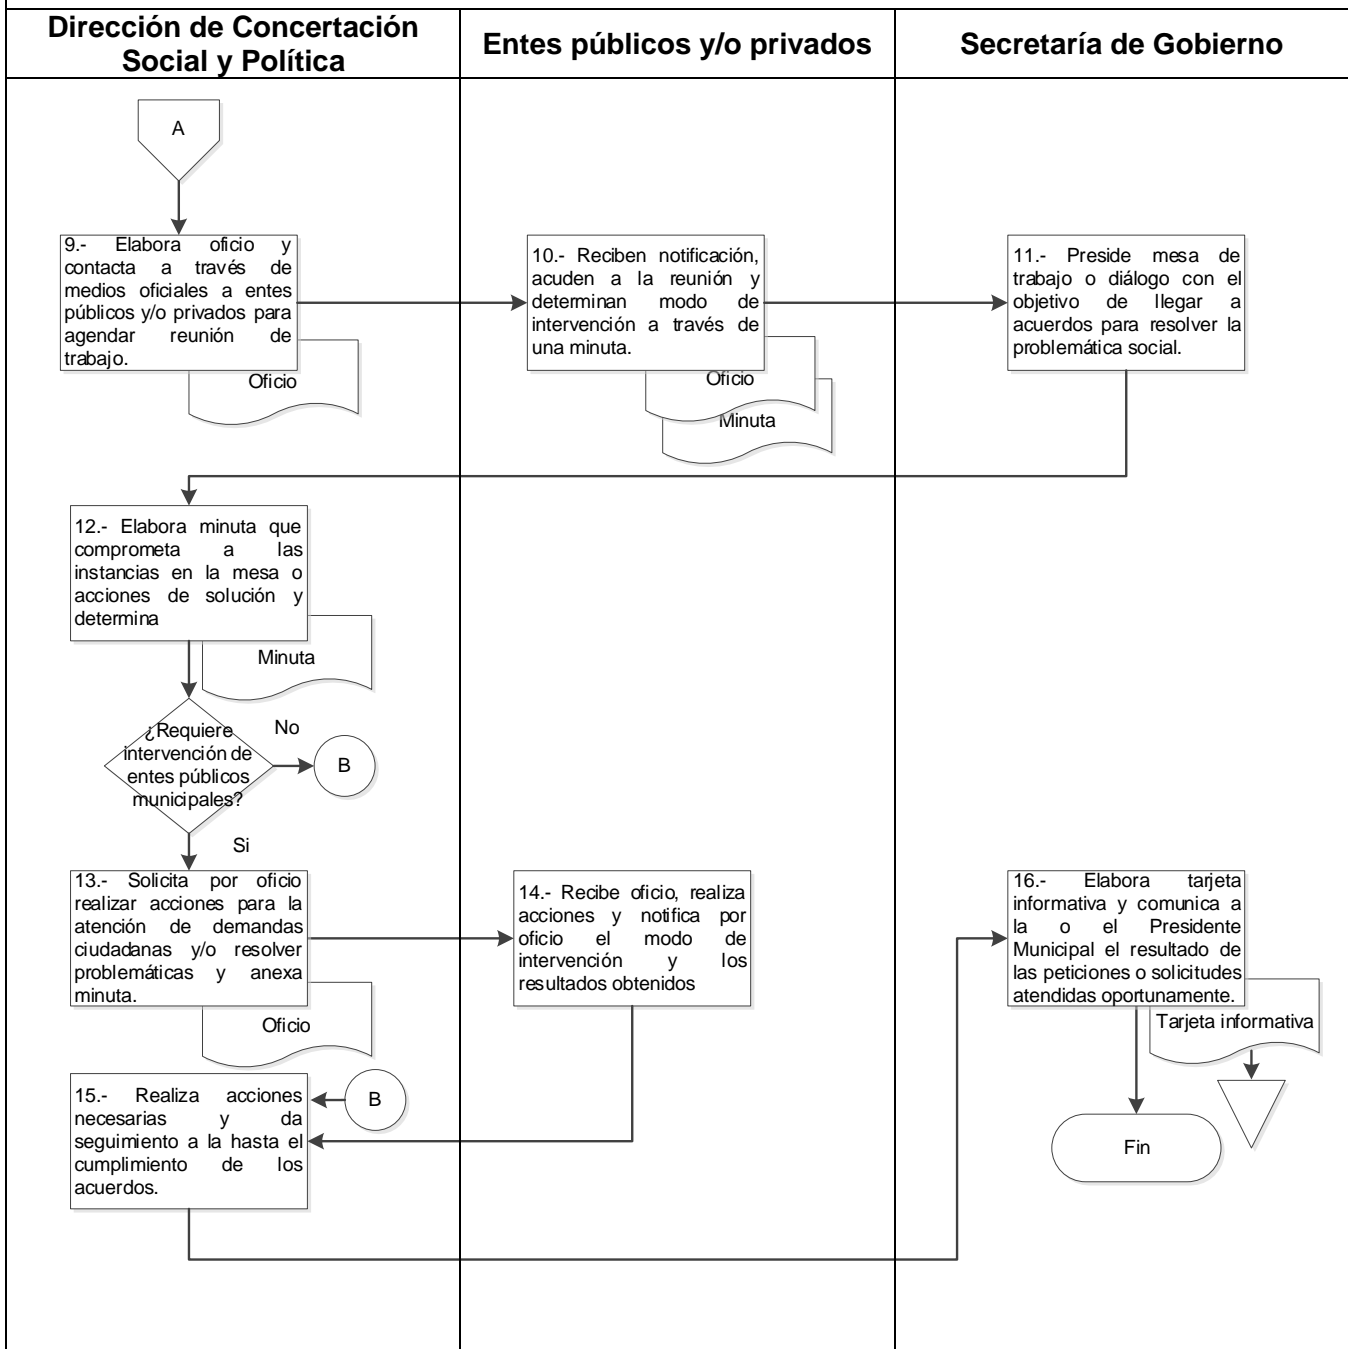 Dirección de Concertación
Social y Política
Entes públicos y/o privados
Secretaría de Gobierno
A
9.- Elabora oficio y
contacta a través de
medios oficiales a entes
públicos y/o privados para
agendar reunión de
trabajo.
Oficio
10.- Reciben notificación,
acuden a la reunión y
determinan modo de
intervención a través de
una minuta.
Oficio
Minuta
11.- Preside mesa de
trabajo o diálogo con el
objetivo de llegar a
acuerdos para resolver la
problemática social.
12.- Elabora minuta que
comprometa a las
instancias en la mesa o
acciones de solución y
determina
Minuta
¿Requiere
intervención de
entes públicos
municipales?
No
B
Si
13.- Solicita por oficio
realizar acciones para la
atención de demandas
ciudadanas y/o resolver
problemáticas y anexa
minuta.
Oficio
14.- Recibe oficio, realiza
acciones y notifica por
oficio el modo de
intervención y los
resultados obtenidos
15.- Realiza acciones
necesarias y da
seguimiento a la hasta el
cumplimiento de los
acuerdos.
B
16.- Elabora tarjeta
informativa y comunica a
la o el Presidente
Municipal el resultado de
las peticiones o solicitudes
atendidas oportunamente.
Tarjeta informativa
Fin